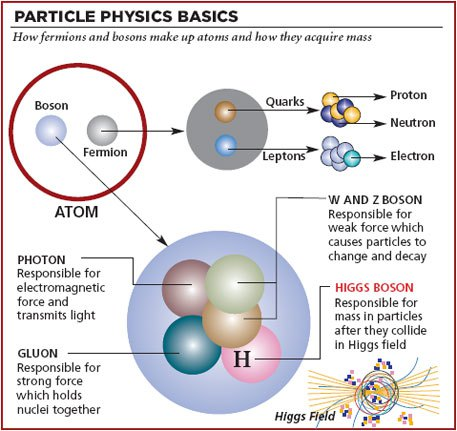 PARTICLE PHYSICS BASICS
How fermions and bosons make up atoms and how they acquire mass
Boson
Fermion
ATOM
Quarks
Leptons
Proton
Neutron
Electron
W AND Z BOSON
Responsible for
weak force which
causes particles to
change and decay
PHOTON
Responsible for
electromagnetic
force and
transmits light
HIGGS BOSON
Responsible for
mass in particles
after they collide
in Higgs field
GLUON
Responsible for
strong force
which holds
nuclei together
H
Higgs Field